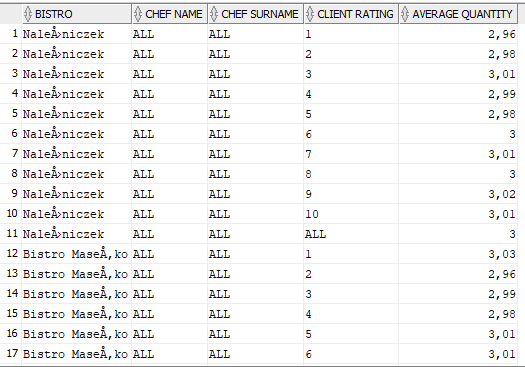 BISTRO CHEF NAME CHEF SURNAME CLIENT RATING AVERAGE QUANTITY
1 NaleÅ›niczek ALL ALL 1 2,96
2 NaleÅ›niczek ALL ALL 2 2,98
3 NaleÅ›niczek ALL ALL 3 3,01
4 NaleÅ›niczek ALL ALL 4 2,99
5 NaleÅ›niczek ALL ALL 5 2,98
6 NaleÅ›niczek ALL ALL 6 3
7 NaleÅ›niczek ALL ALL 7 3,01
8 NaleÅ›niczek ALL ALL 8 3
9 NaleÅ›niczek ALL ALL 9 3,02
10 NaleÅ›niczek ALL ALL 10 3,01
11 NaleÅ›niczek ALL ALL ALL 3
12 Bistro MaseÅ‚ko ALL ALL 1 3,03
13 Bistro MaseÅ‚ko ALL ALL 2 2,96
14 Bistro MaseÅ‚ko ALL ALL 3 2,99
15 Bistro MaseÅ‚ko ALL ALL 4 2,98
16 Bistro MaseÅ‚ko ALL ALL 5 3,01
17 Bistro MaseÅ‚ko ALL ALL 6 3,01